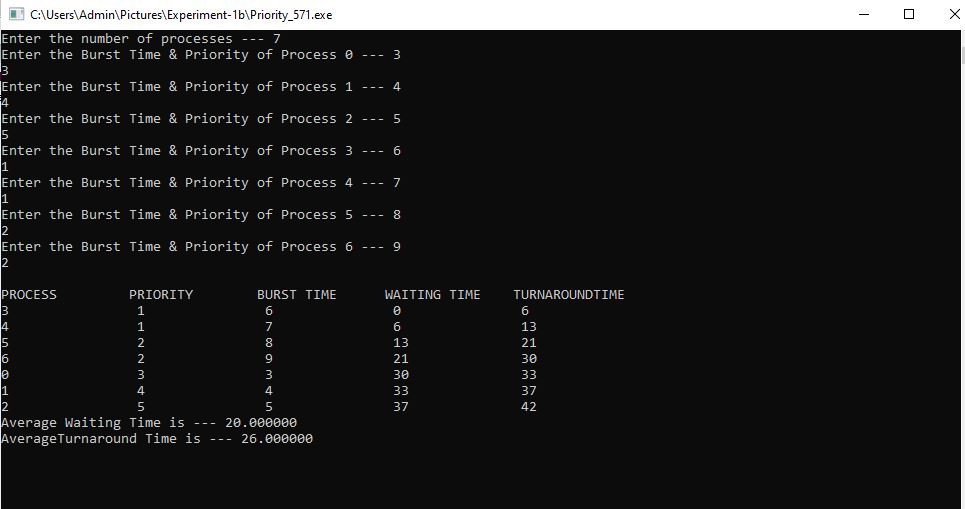 C:\Users\Admin\Pictures\Experiment-1b\Priority_571.exe
Enter the number of processes --- 7
Enter the Burst Time & Priority of Process 0 --- 3
3
Enter the Burst Time & Priority of Process 1 --- 4
4
Enter the Burst Time & Priority of Process 2 --- 5
5
Enter the Burst Time & Priority of Process 3 --- 6
1
Enter the Burst Time & Priority of Process 4 --- 7
1
Enter the Burst Time & Priority of Process 5 --- 8
2
Enter the Burst Time & Priority of Process 6 --- 9
2
PROCESS PRIORITY BURST TIME WAITING TIME TURNAROUNDTIME
3 1 6 0 6
4 1 7 6 13
5 2 8 13 21
6 2 9 21 30
0 3 3 30 33
1 4 4 33 37
2 5 5 37 42
Average Waiting Time is --- 20.000000
AverageTurnaround Time is --- 26.000000